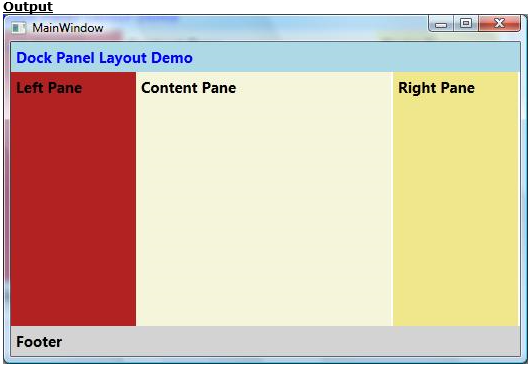 Output
MainWindow
Dock Panel Layout Demo
Left Pane
Content Pane
Right Pane
Footer